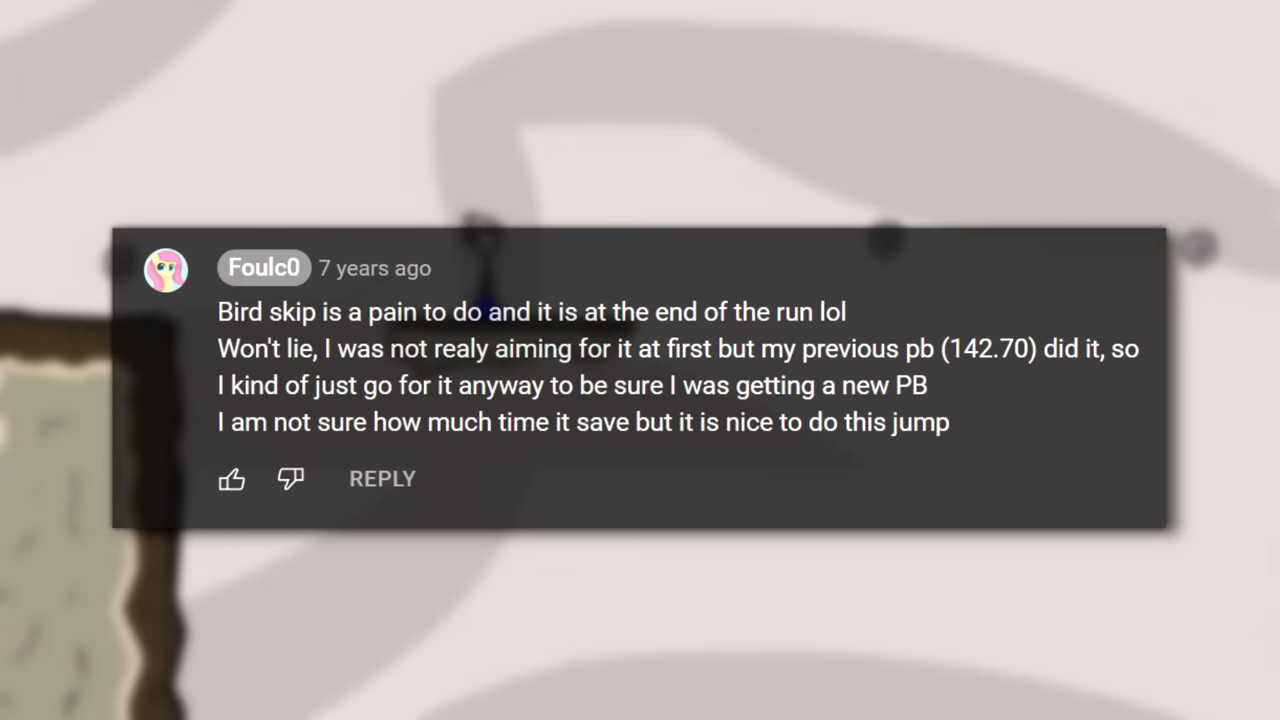 Foulc0 7 years ago
Bird skip is a pain to do and it is at the end of the run lol
Won't lie, I was not realy aiming for it at first but my previous pb (142.70) did it, so
I kind of just go for it anyway to be sure I was getting a new PB
I am not sure how much time it save but it is nice to do this jump
REPLY